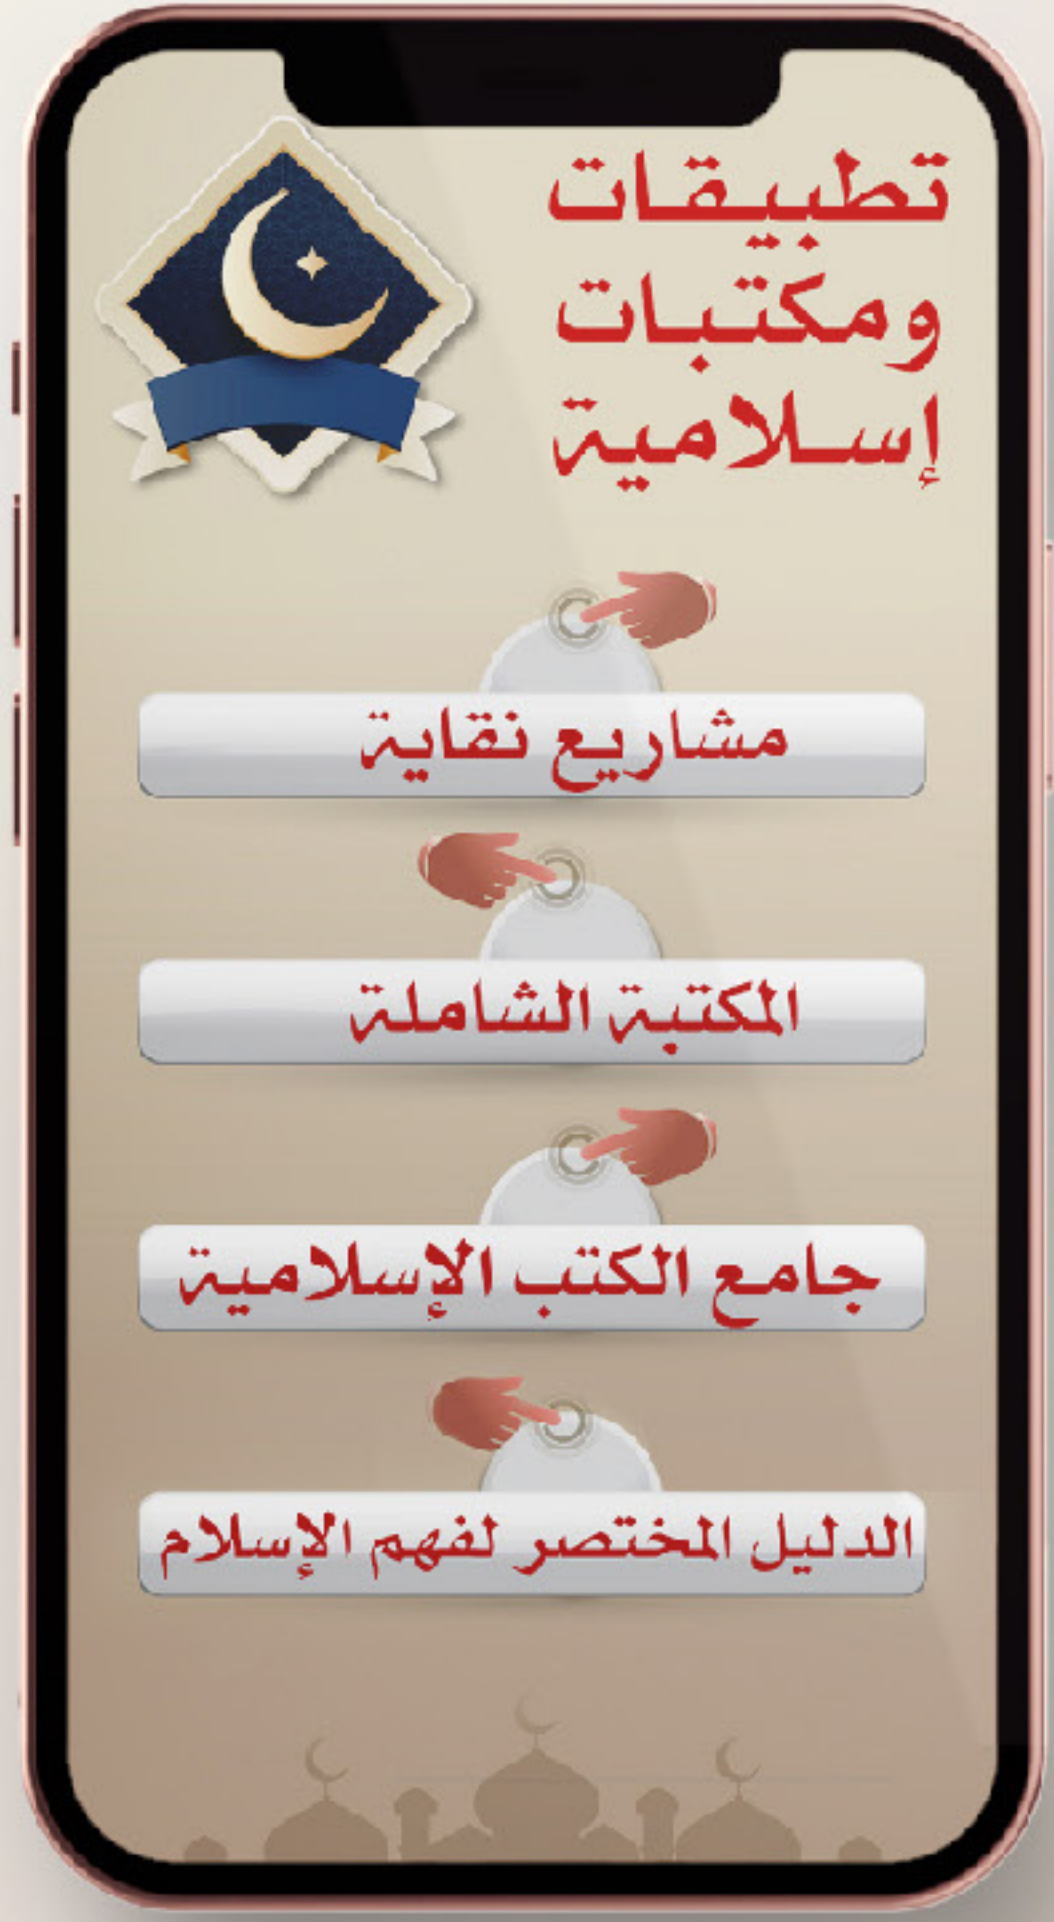 تطبيقات
ومكتبات
إسلامية
مشاريع نقاية
المكتبة الشاملة
جامع الكتب الإسلامية
الدليل المختصر لفهم الإسلام